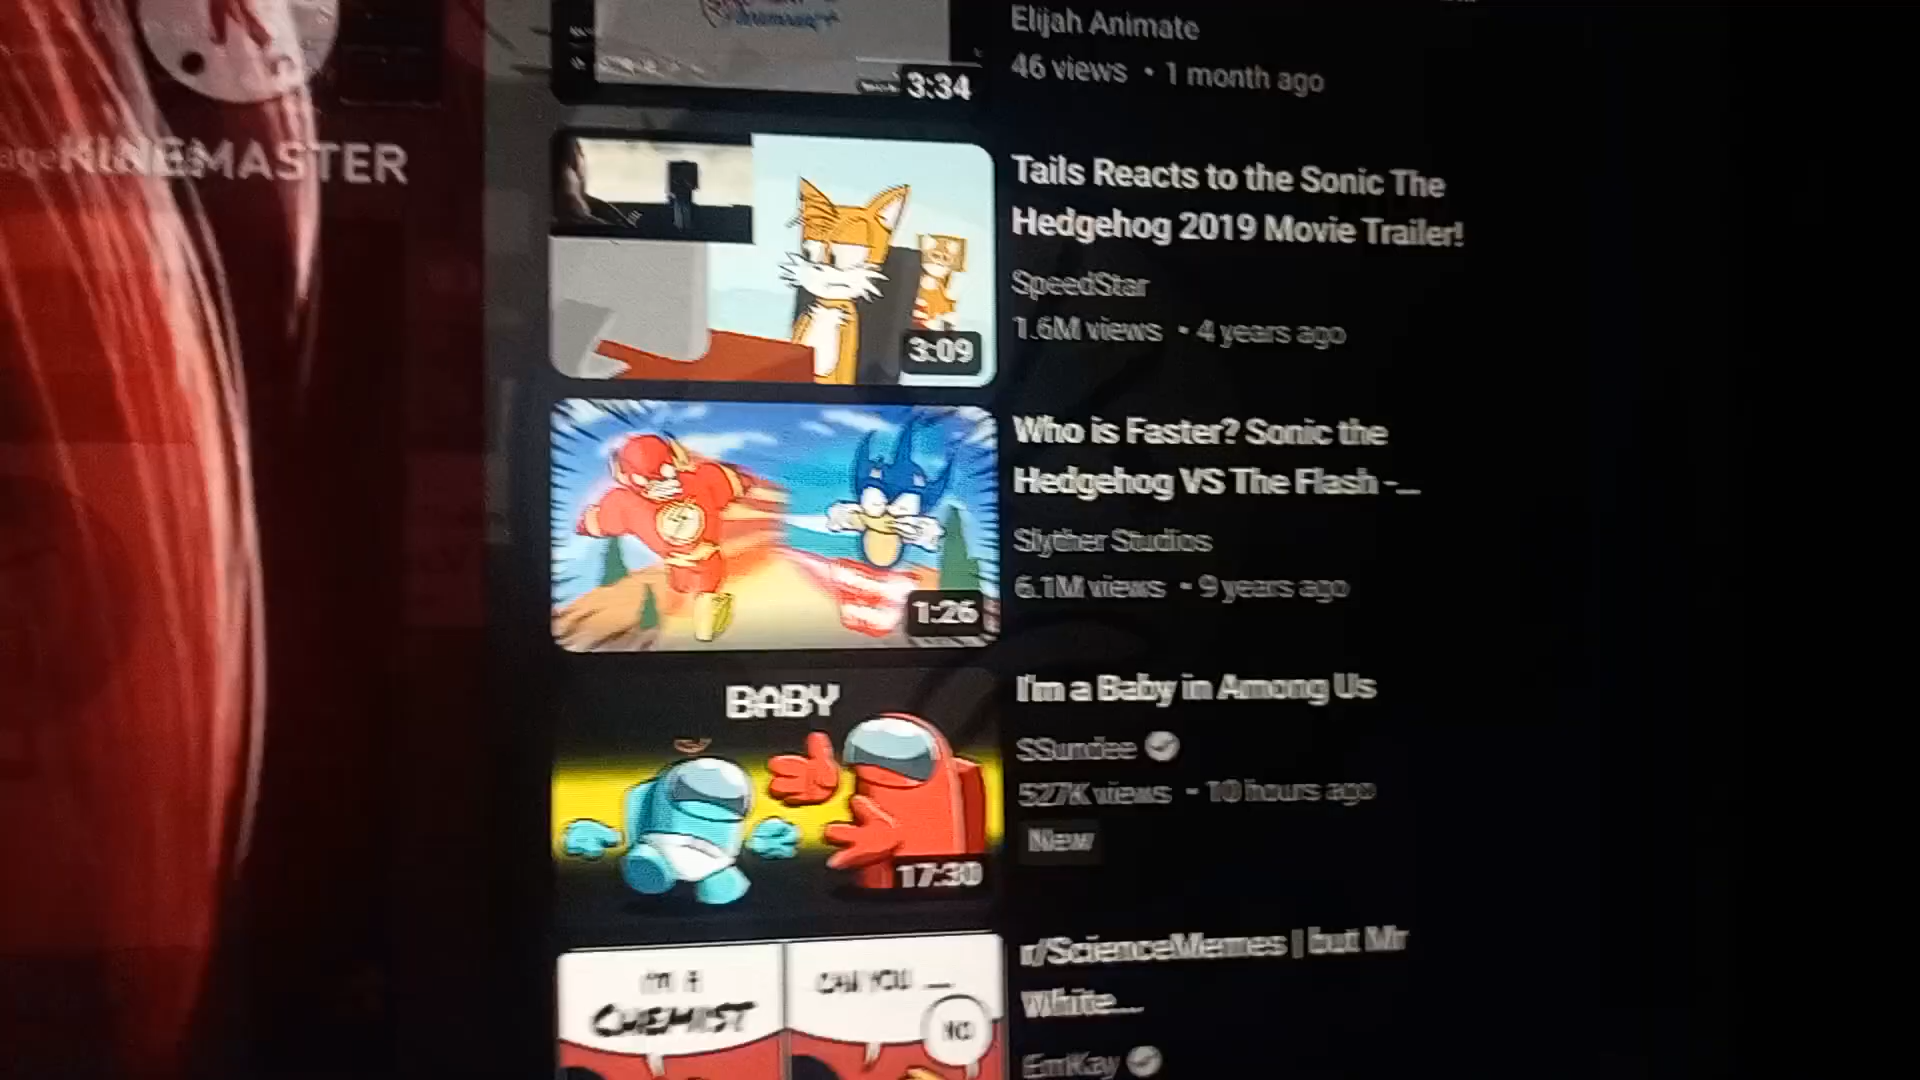 KINEMASTER
Elijah Animate
46 views • 1 month ago
3:34
Tails Reacts to the Sonic The
Hedgehog 2019 Movie Trailer!
SpeedStar
1.6M views • 4 years ago
3:09
Who is Faster? Sonic the
Hedgehog VS The Flash -...
Slyther Studios
6.1M views • 9 years ago
1:26
BABY
I'm a Baby in Among Us
SSundee
527K views • 10 hours ago
New
17:30
r/ScienceMemes | but Mr
White...
EmKay
I'M A
CHEMIST
CAN YOU
NO